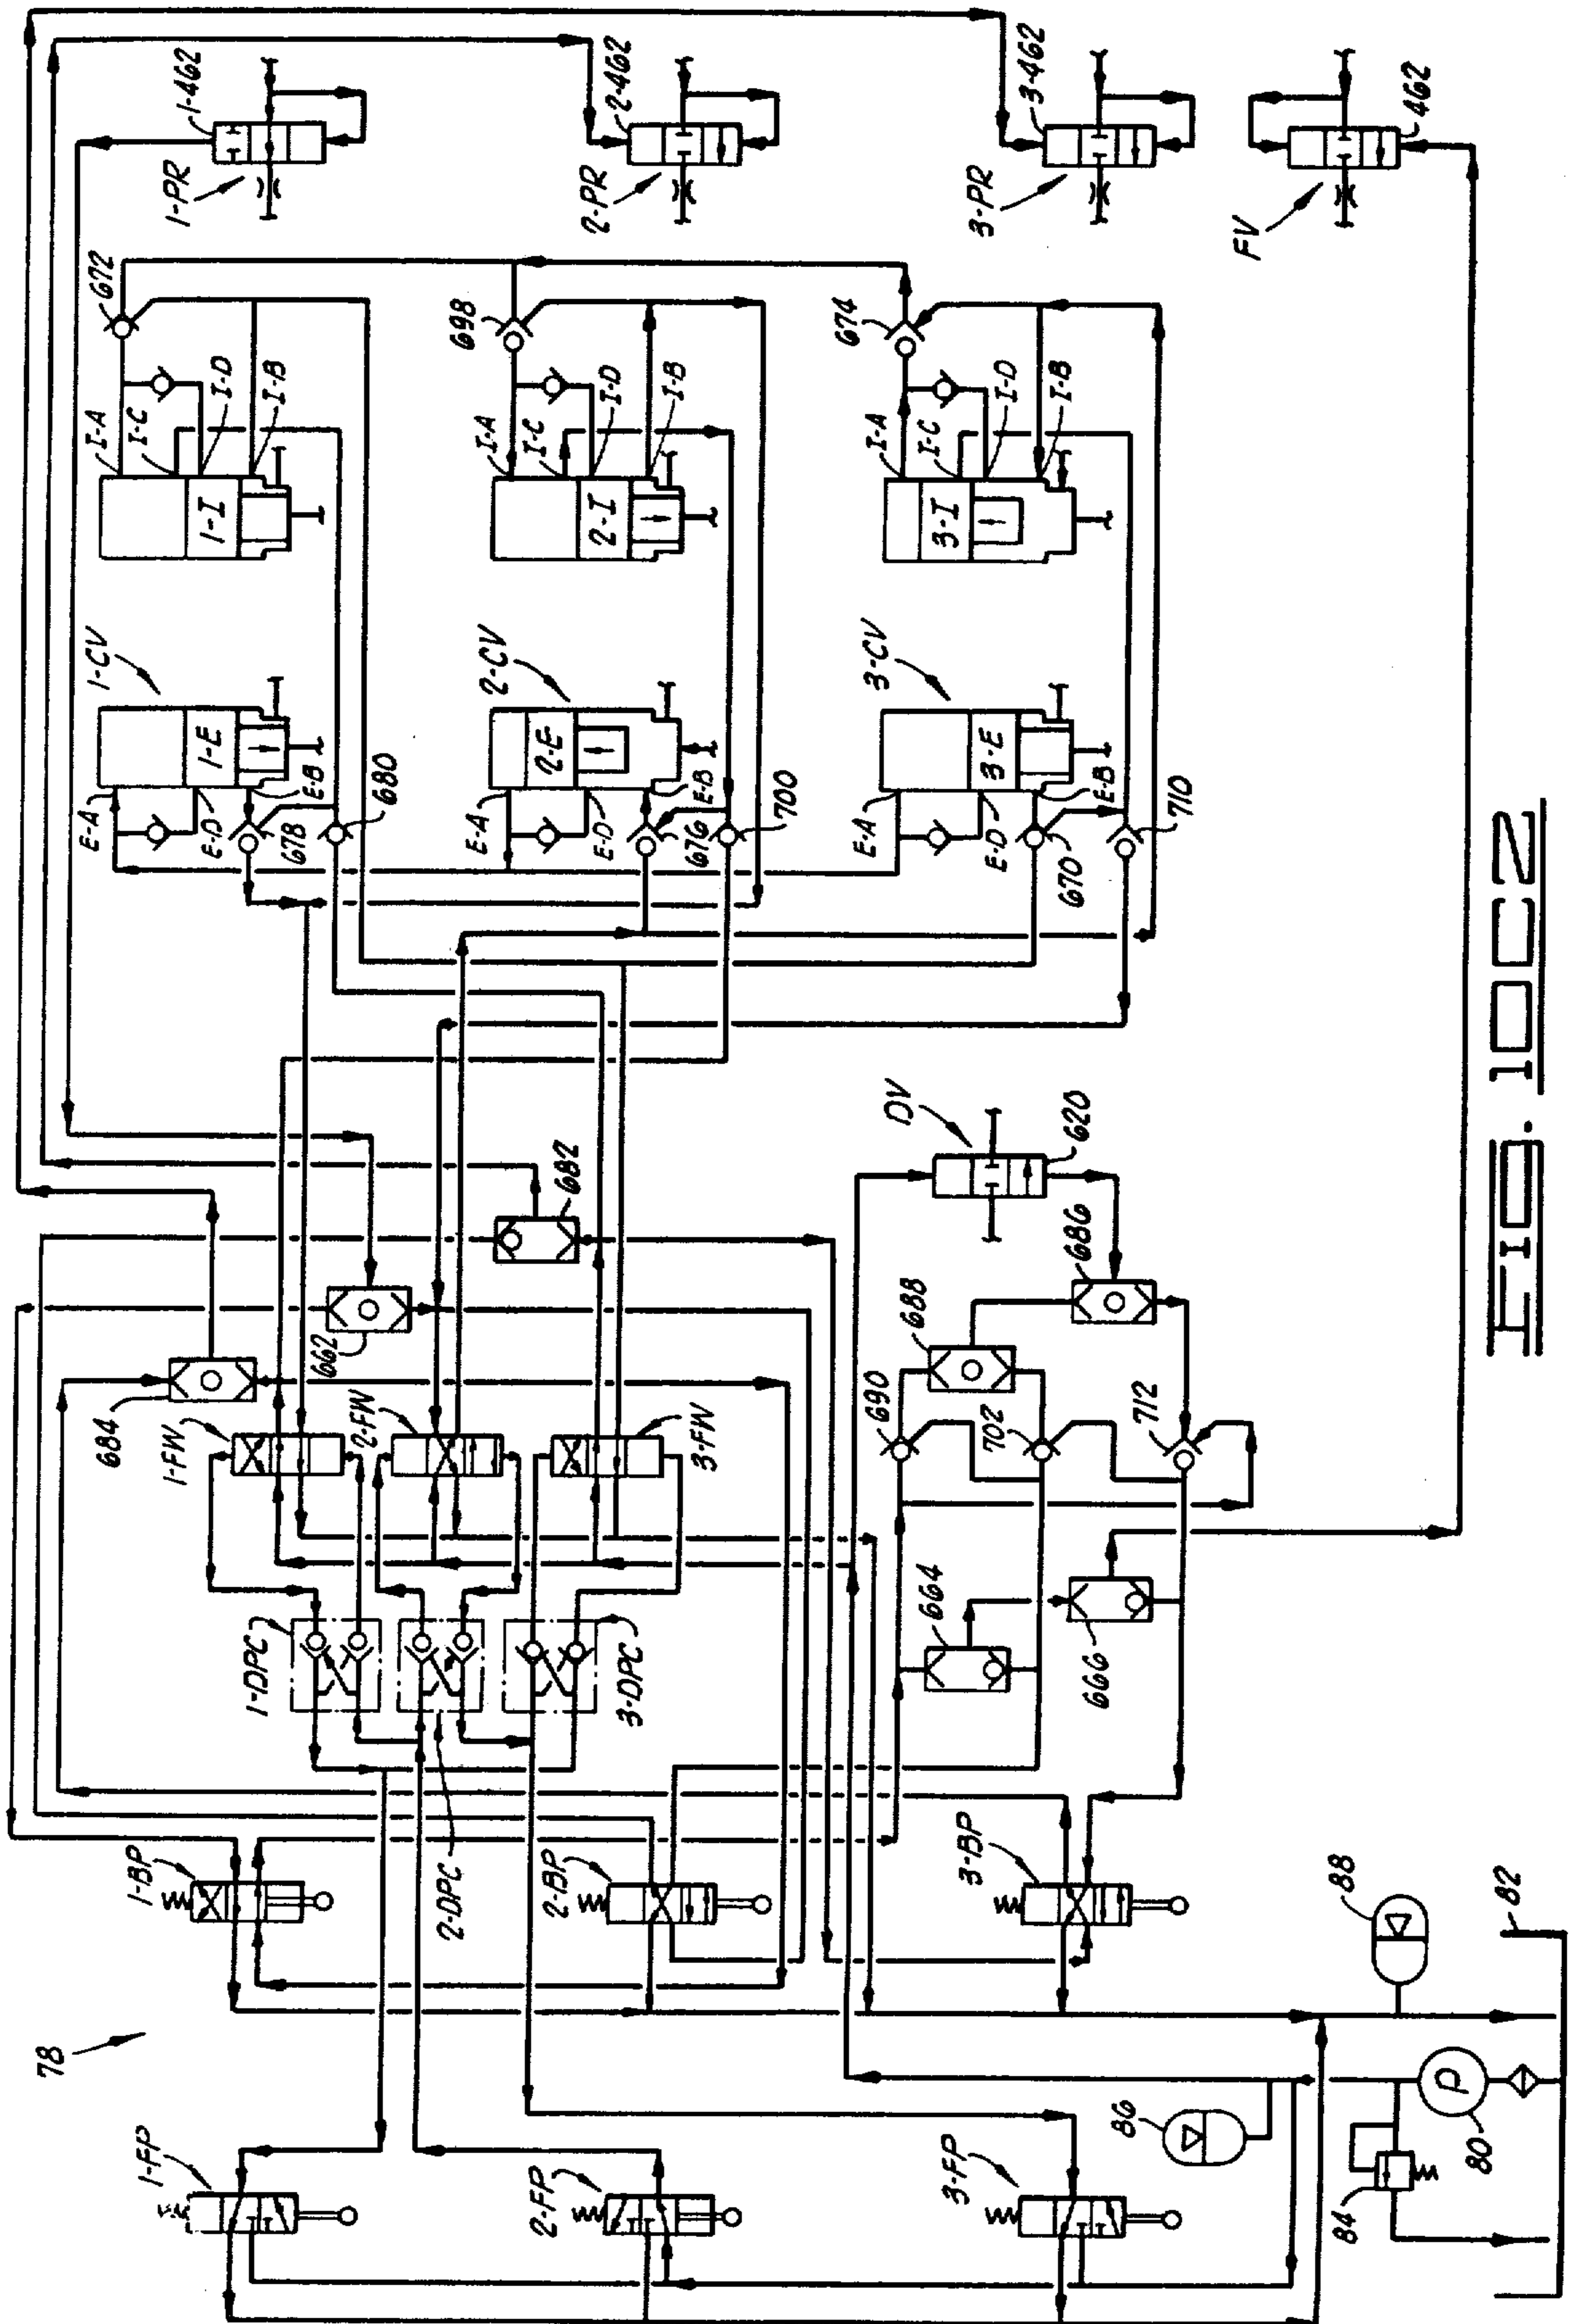 1-PR
1-462
2-PR
2-462
3-PR
3-462
FV
462
672
I-A
I-C
I-D
I-B
1-I
698
I-A
I-C
I-D
I-B
2-I
674
I-A
I-C
I-D
I-B
3-I
1-CV
1-E
E-A
E-D
E-B
678
680
2-CV
2-E
E-A
E-D
E-B
676
700
3-CV
3-E
E-A
E-D
E-B
670
710
DV
620
682
686
688
662
684
690
702
712
1-FW
2-FW
3-FW
664
666
1-DPC
2-DPC
3-DPC
1-BP
2-BP
3-BP
78
88
82
86
P
80
84
1-FP
2-FP
3-FP
FIG. 10C2